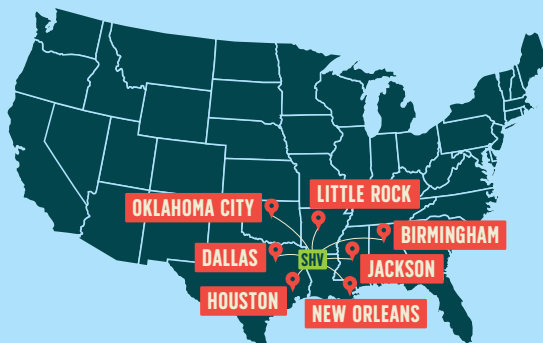 LITTLE ROCK
OKLAHOMA CITY
BIRMINGHAM
DALLAS
SHV
JACKSON
HOUSTON
NEW ORLEANS